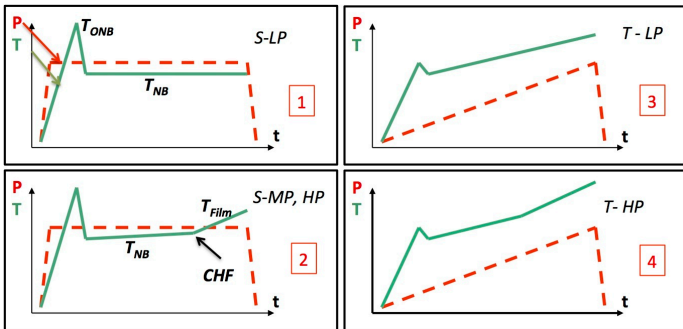 P
T
T_ONB
S-LP
T_NB
1
t
P
T
T - LP
3
t
P
T
T_Film
S-MP, HP
T_NB
CHF
2
t
P
T
T- HP
4
t